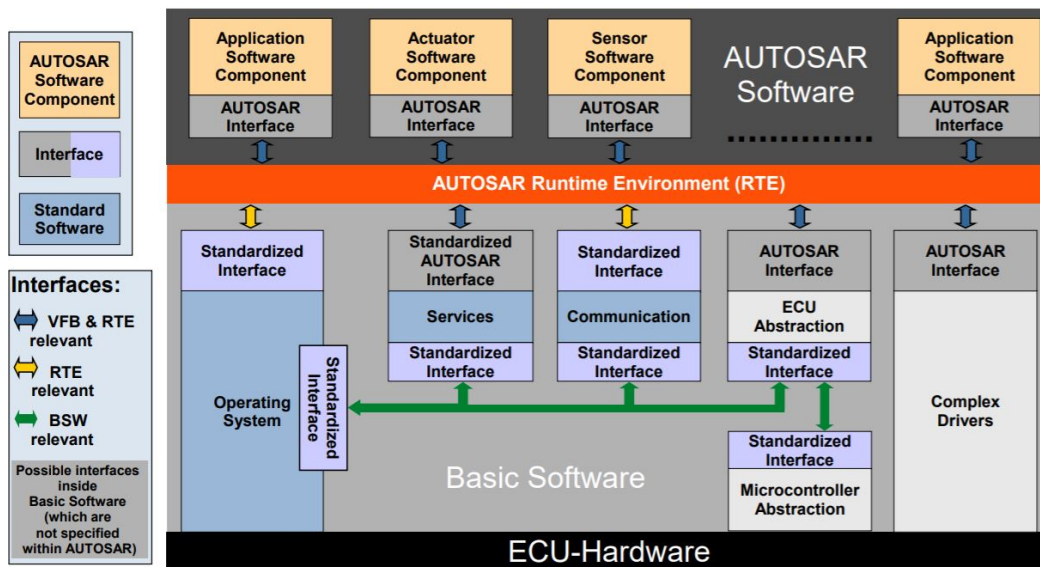 AUTOSAR
Software
Component
Interface
Standard
Software
Interfaces:
VFB & RTE
relevant
RTE
relevant
BSW
relevant
Possible interfaces
inside
Basic Software
(which are
not specified
within AUTOSAR)
Application
Software
Component
AUTOSAR
Interface
Actuator
Software
Component
AUTOSAR
Interface
Sensor
Software
Component
AUTOSAR
Interface
AUTOSAR
Software
Application
Software
Component
AUTOSAR
Interface
AUTOSAR Runtime Environment (RTE)
Standardized
Interface
Operating
System
Standardized
Interface
Standardized
AUTOSAR
Interface
Services
Standardized
Interface
Standardized
Interface
Communication
Standardized
Interface
AUTOSAR
Interface
ECU
Abstraction
Standardized
Interface
Standardized
Interface
Microcontroller
Abstraction
AUTOSAR
Interface
Complex
Drivers
Basic Software
ECU-Hardware